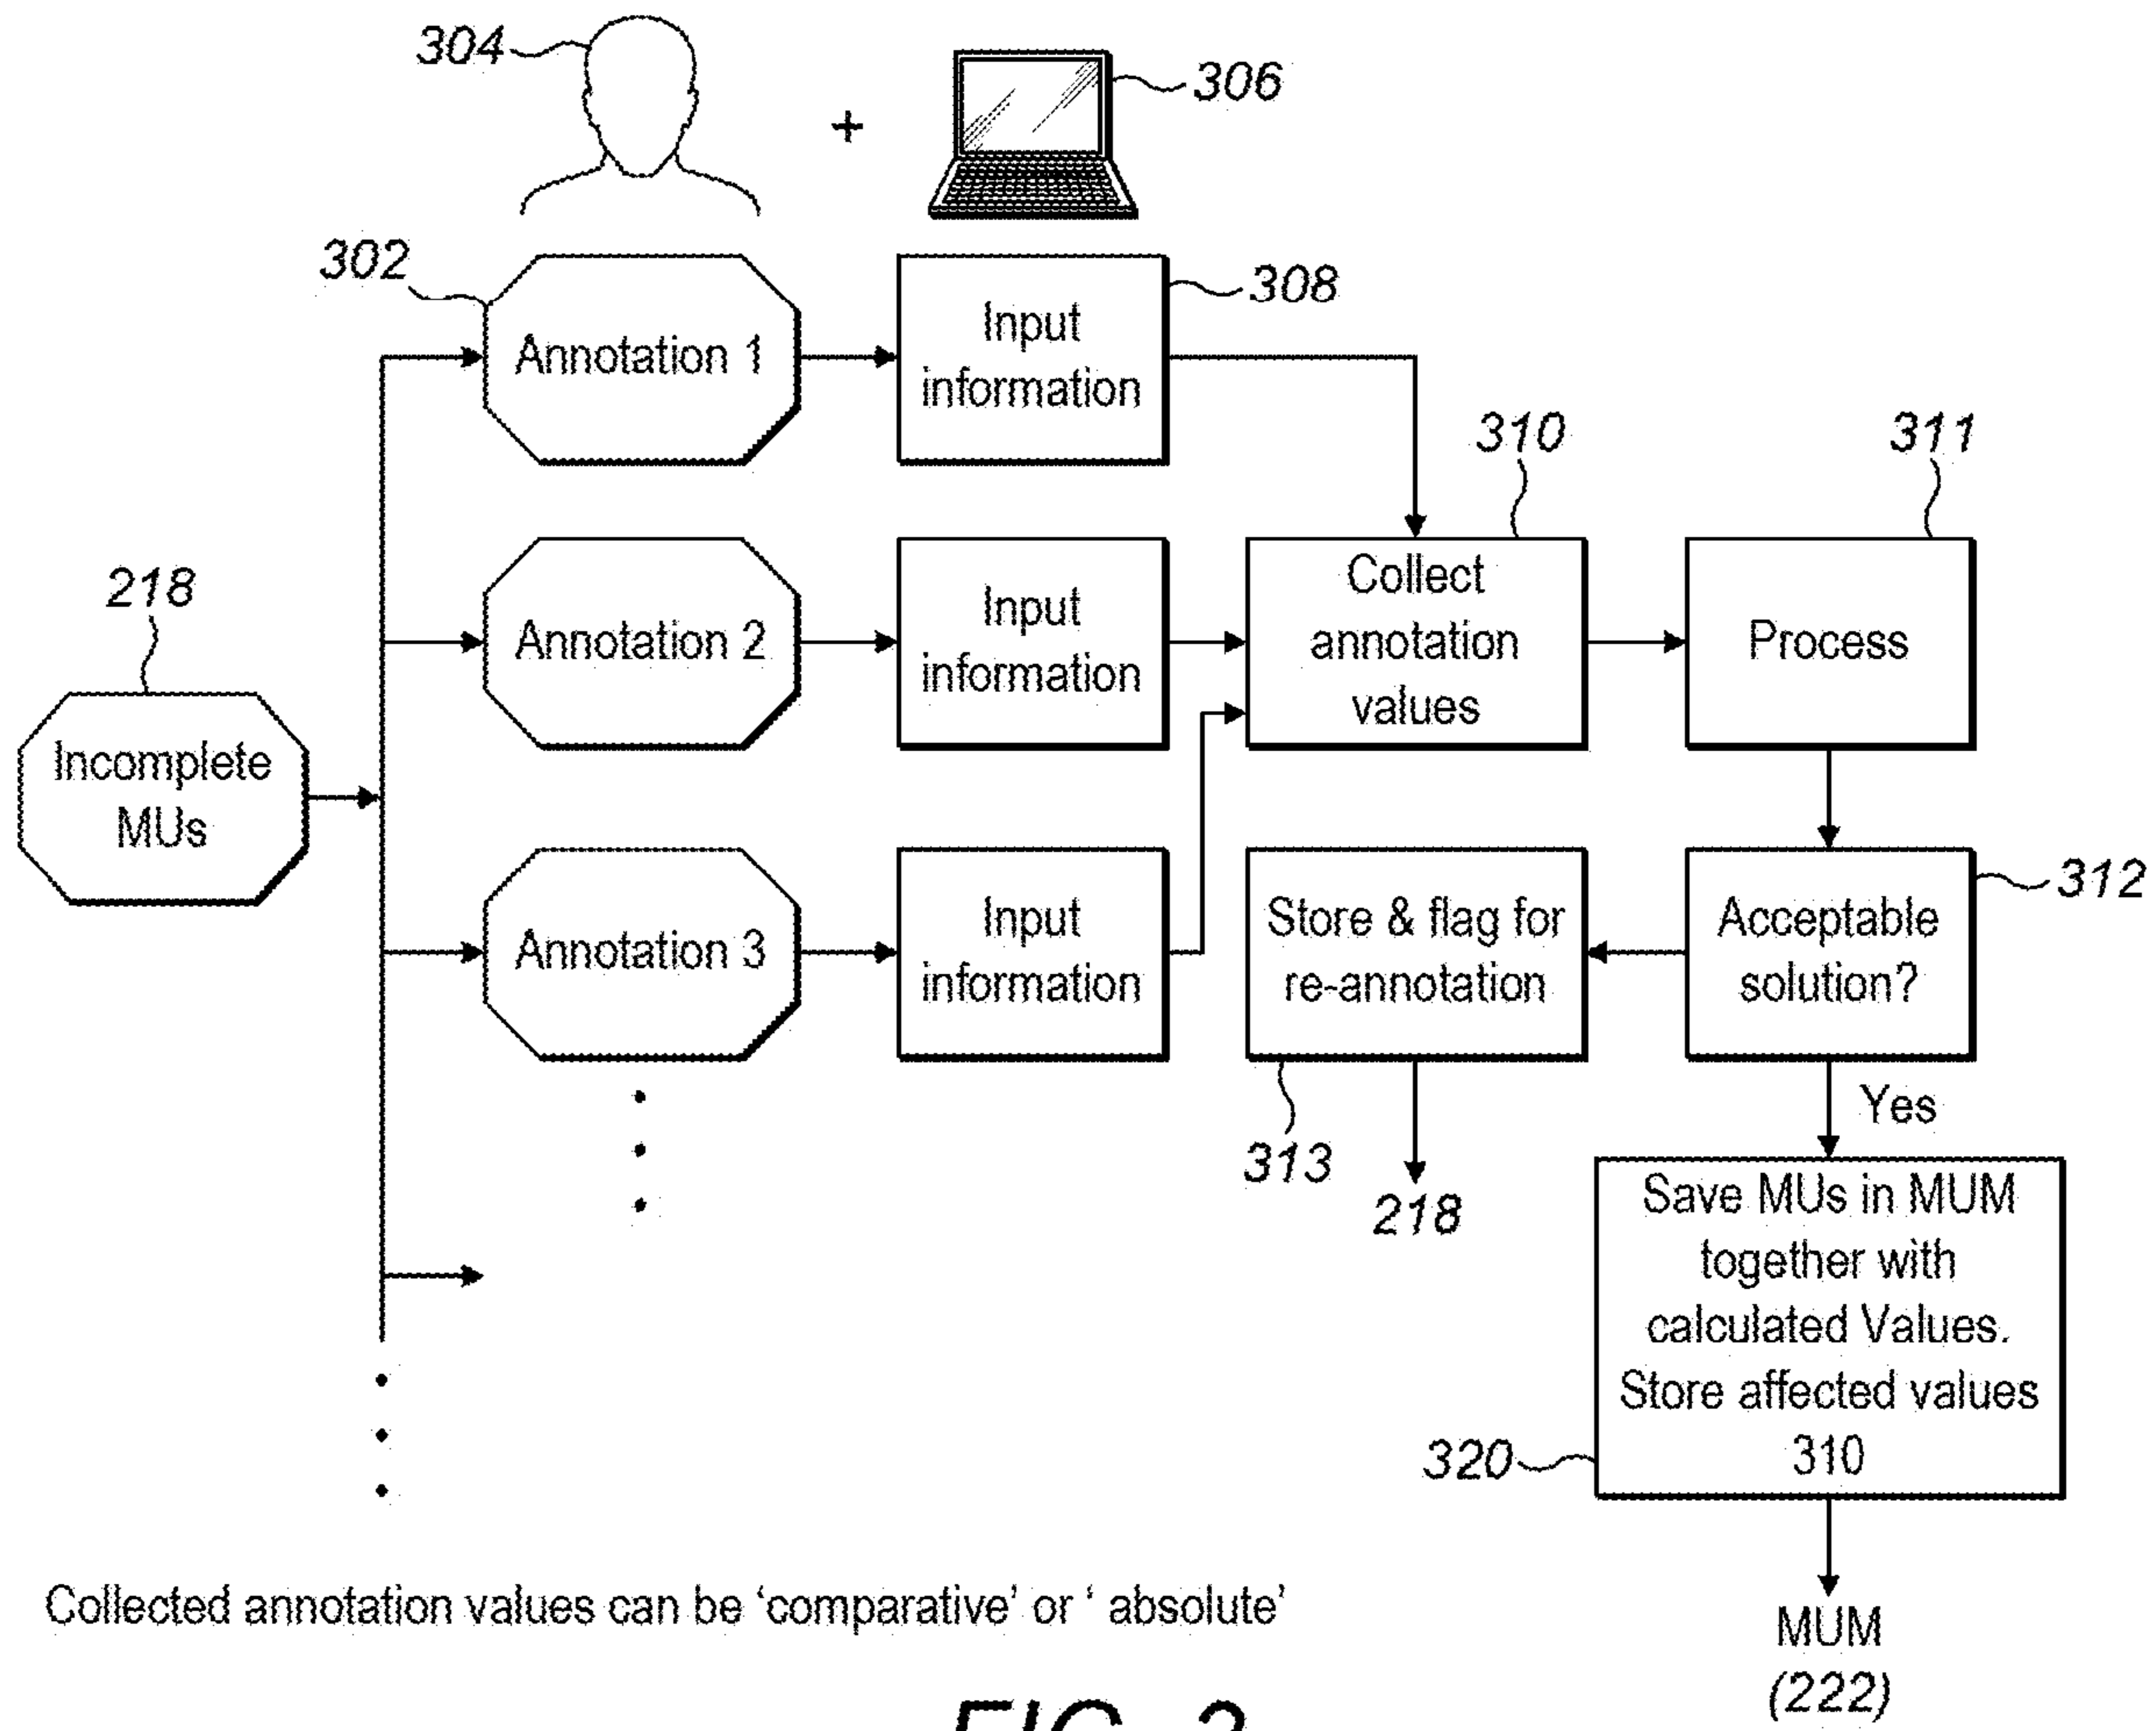 304
306
302
308
Annotation 1
Input
information
310
311
218
Annotation 2
Input
information
Collect
annotation
values
Process
Incomplete
MUs
312
Annotation 3
Input
information
Store & flag for
re-annotation
Acceptable
solution?
Yes
313
218
Save MUs in MUM
together with
calculated Values.
Store affected values
310
320
Collected annotation values can be ‘comparative’ or ‘ absolute’
MUM
(222)